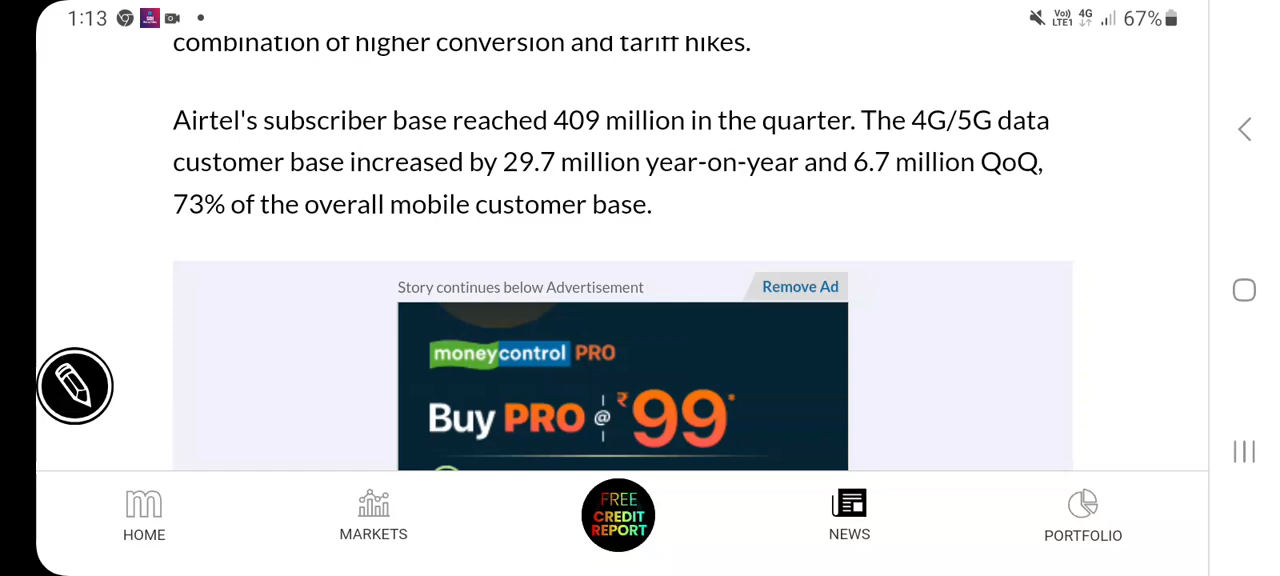 1:13
Vo)) 4G
LTE1
67%
combination of higher conversion and tariff hikes.
Airtel's subscriber base reached 409 million in the quarter. The 4G/5G data
customer base increased by 29.7 million year-on-year and 6.7 million QoQ,
73% of the overall mobile customer base.
Story continues below Advertisement
Remove Ad
moneycontrol PRO
Buy PRO @ ₹99*
m
HOME
MARKETS
FREE
CREDIT
REPORT
NEWS
PORTFOLIO